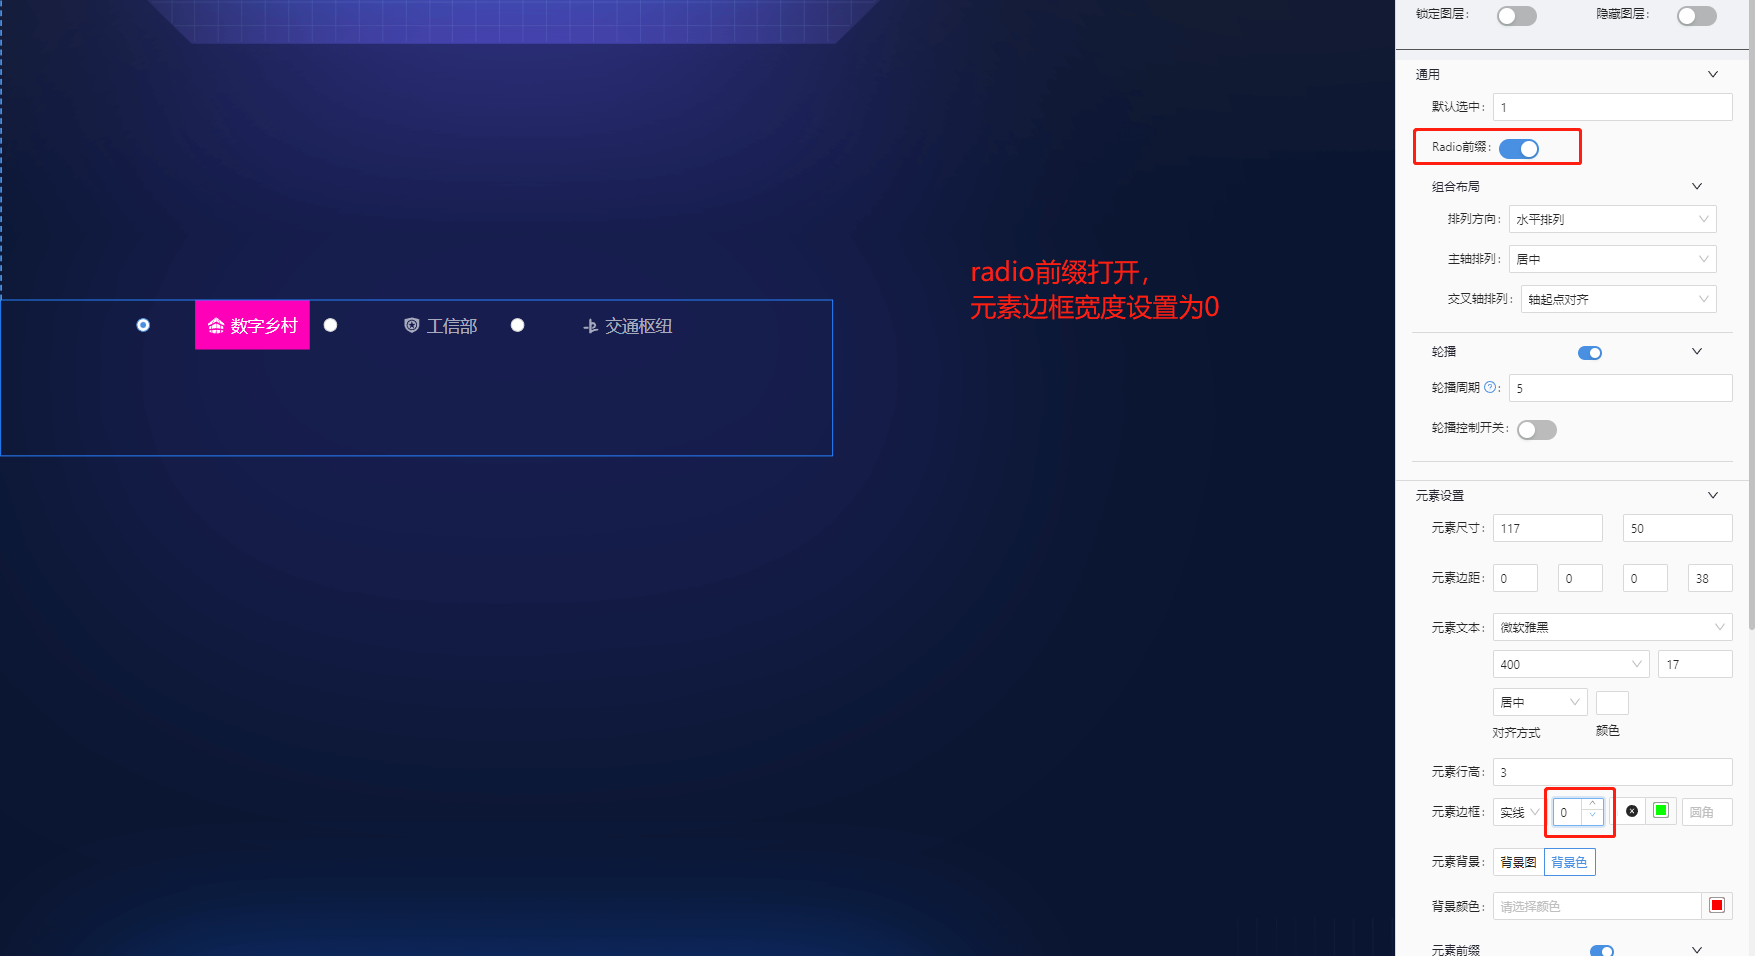 锁定图层:
隐藏图层:
通用
默认选中:
1
Radio前缀:
组合布局
排列方向:
水平排列
主轴排列:
居中
交叉轴排列:
轴起点对齐
轮播
轮播周期 ? :
5
轮播控制开关:
元素设置
元素尺寸:
117
50
元素边距:
0
0
0
38
元素文本:
微软雅黑
400
17
居中
对齐方式
颜色
元素行高:
3
元素边框:
实线
0
圆角
元素背景:
背景图
背景色
背景颜色:
请选择颜色
元素前缀
radio前缀打开，
元素边框宽度设置为0
数字乡村
工信部
交通枢纽